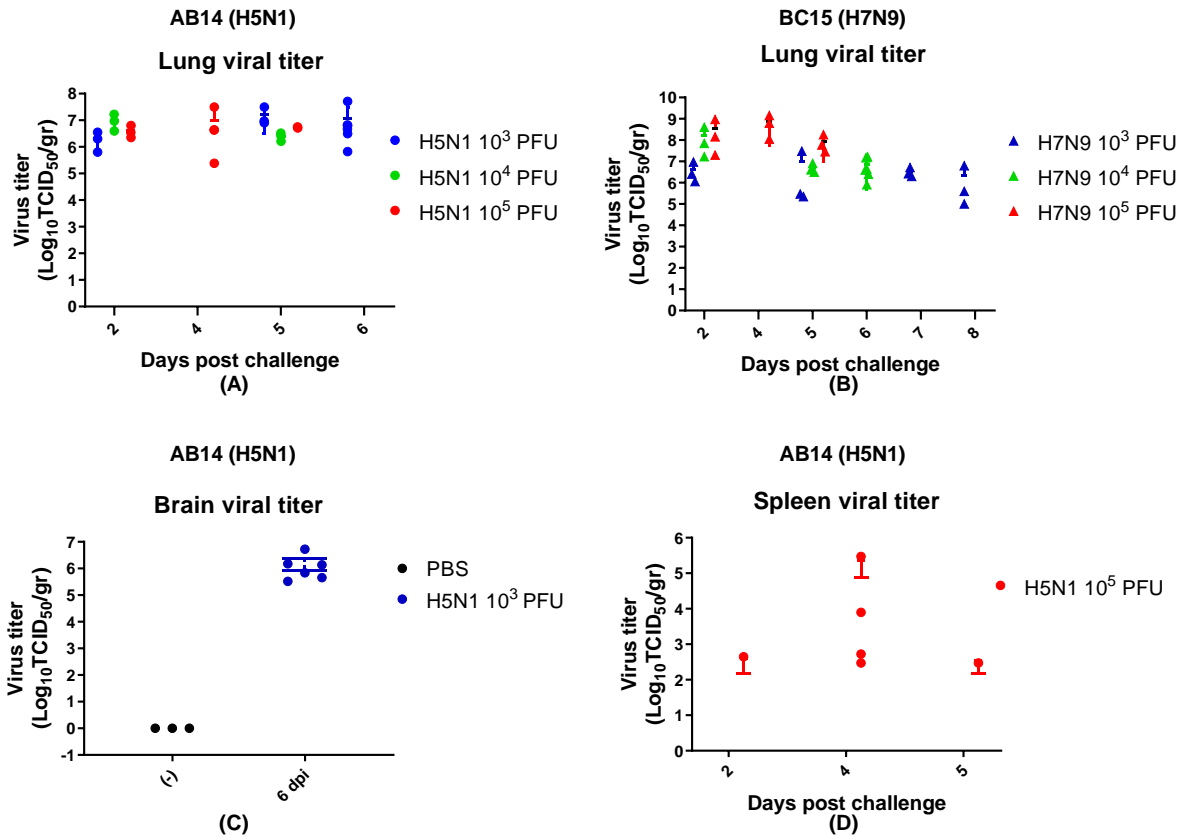 AB14 (H5N1)
Lung viral titer
Virus titer
(Log10TCID50/gr)
8
7
6
5
4
3
2
1
0
2
4
5
6
Days post challenge
(A)
H5N1 10³ PFU
H5N1 10⁴ PFU
H5N1 10⁵ PFU
BC15 (H7N9)
Lung viral titer
Virus titer
(Log10TCID50/gr)
10
9
8
7
6
5
4
3
2
1
0
2
4
5
6
7
8
Days post challenge
(B)
H7N9 10³ PFU
H7N9 10⁴ PFU
H7N9 10⁵ PFU
AB14 (H5N1)
Brain viral titer
Virus titer
(Log10TCID50/gr)
7
6
5
4
3
2
1
0
-1
(-)
6 dpi
(C)
PBS
H5N1 10³ PFU
AB14 (H5N1)
Spleen viral titer
Virus titer
(Log10TCID50/gr)
6
5
4
3
2
1
0
2
4
5
Days post challenge
(D)
H5N1 10⁵ PFU